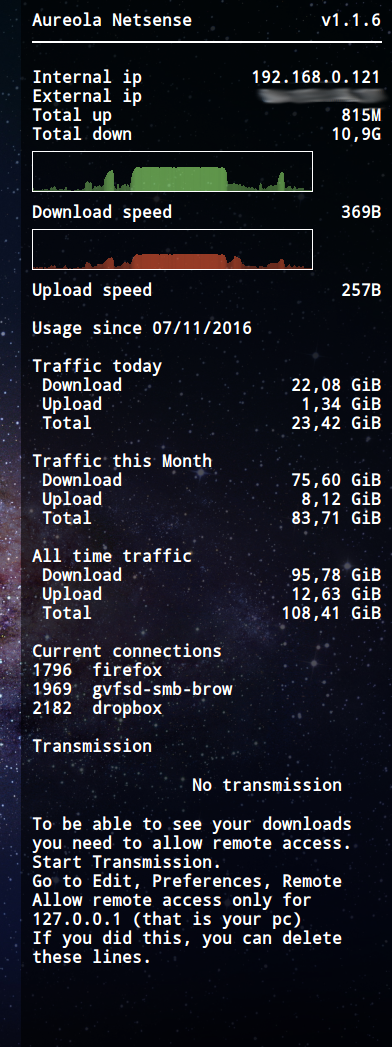 Aureola Netsense v1.1.6
Internal ip 192.168.0.121
External ip
Total up 815M
Total down 10,9G
Download speed 369B
Upload speed 257B
Usage since 07/11/2016
Traffic today
Download 22,08 GiB
Upload 1,34 GiB
Total 23,42 GiB
Traffic this Month
Download 75,60 GiB
Upload 8,12 GiB
Total 83,71 GiB
All time traffic
Download 95,78 GiB
Upload 12,63 GiB
Total 108,41 GiB
Current connections
1796 firefox
1969 gvfsd-smb-brow
2182 dropbox
Transmission
No transmission
To be able to see your downloads
you need to allow remote access.
Start Transmission.
Go to Edit, Preferences, Remote
Allow remote access only for
127.0.0.1 (that is your pc)
If you did this, you can delete
these lines.